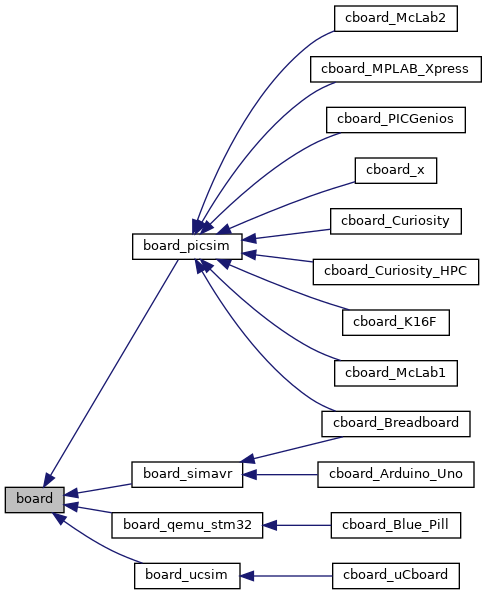 cboard_McLab2
cboard_MPLAB_Xpress
cboard_PICGenios
cboard_x
cboard_Curiosity
board_picsim
cboard_Curiosity_HPC
cboard_K16F
cboard_McLab1
cboard_Breadboard
board_simavr
cboard_Arduino_Uno
board
board_qemu_stm32
cboard_Blue_Pill
board_ucsim
cboard_uCboard